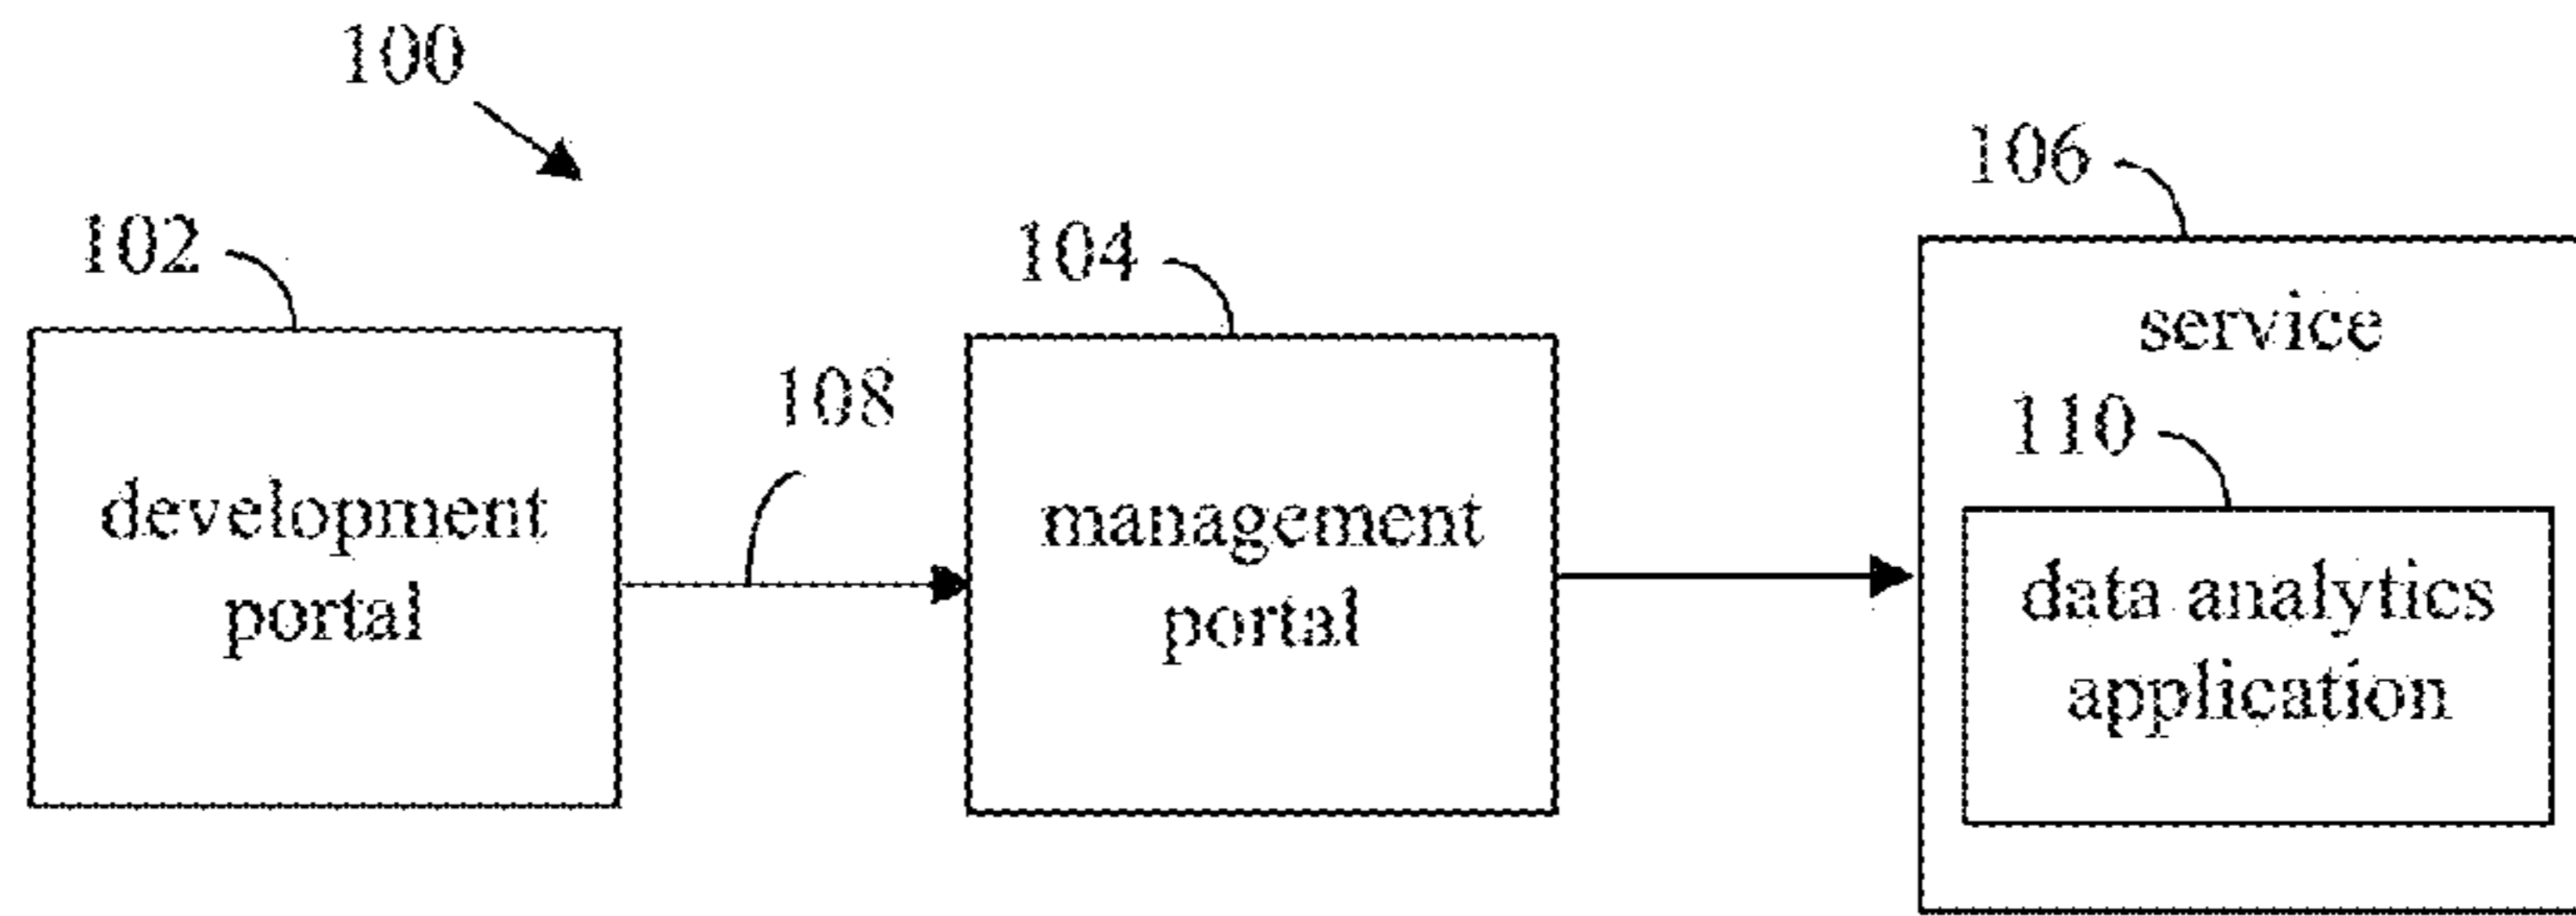 100
102
development
portal
108
104
management
portal
106
service
110
data analytics
application